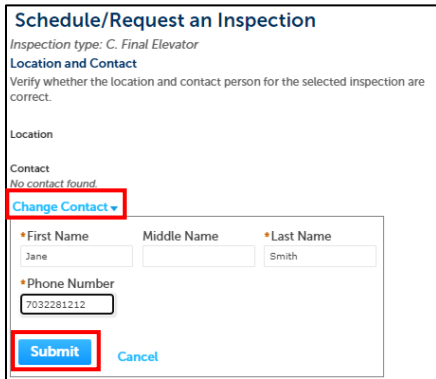 Schedule/Request an Inspection
Inspection type: C. Final Elevator
Location and Contact
Verify whether the location and contact person for the selected inspection are
correct.
Location
Contact
No contact found.
Change Contact
*First Name Middle Name *Last Name
Jane Smith
*Phone Number
7032281212
Submit Cancel